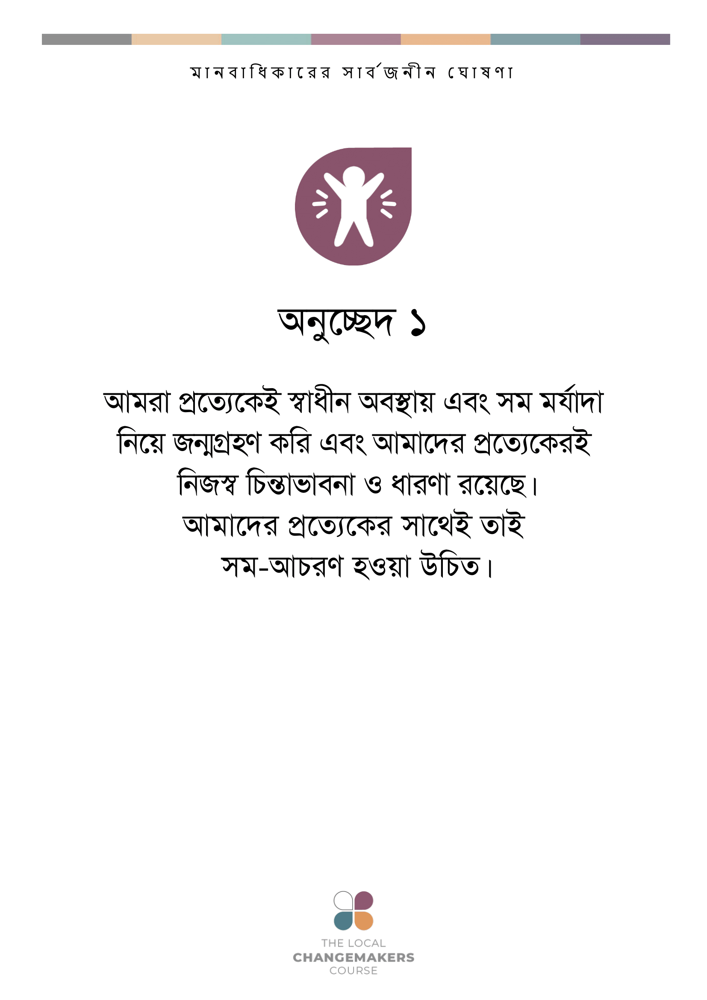 মানবাধিকারের সার্বজনীন ঘোষণা
অনুচ্ছেদ ১
আমরা প্রত্যেকেই স্বাধীন অবস্থায় এবং সম মর্যাদা
নিয়ে জন্মগ্রহণ করি এবং আমাদের প্রত্যেকেরই
নিজস্ব চিন্তাভাবনা ও ধারণা রয়েছে।
আমাদের প্রত্যেকের সাথেই তাই
সম-আচরণ হওয়া উচিত।
THE LOCAL
CHANGEMAKERS
COURSE